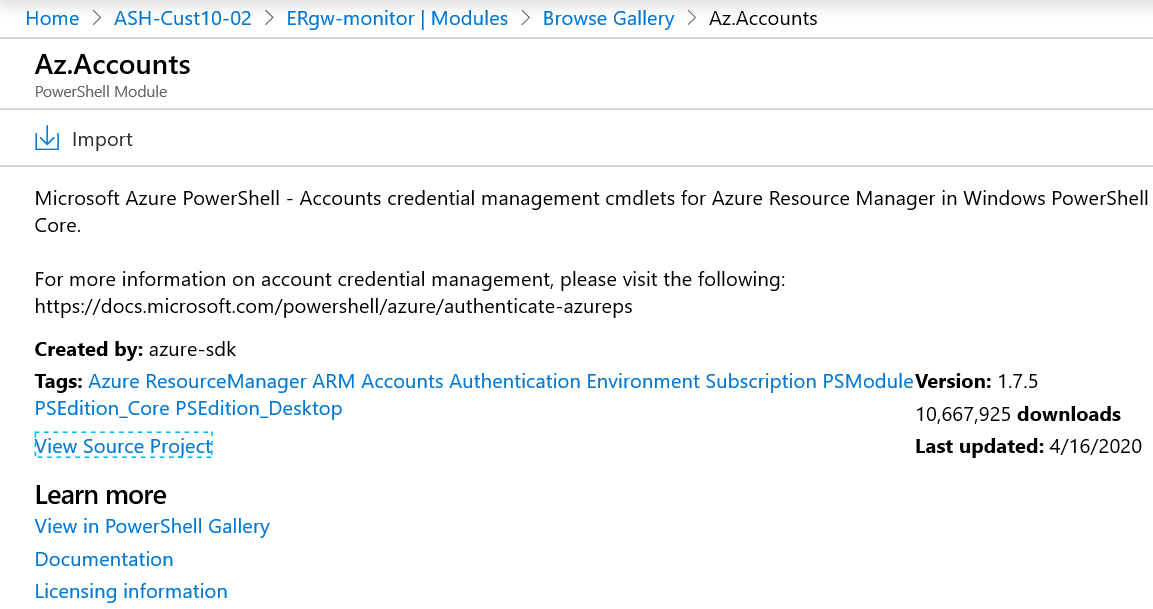 Home > ASH-Cust10-02 > ERgw-monitor | Modules > Browse Gallery > Az.Accounts
Az.Accounts
PowerShell Module
Import
Microsoft Azure PowerShell - Accounts credential management cmdlets for Azure Resource Manager in Windows PowerShell
Core.
For more information on account credential management, please visit the following:
https://docs.microsoft.com/powershell/azure/authenticate-azureps
Created by: azure-sdk
Tags: Azure ResourceManager ARM Accounts Authentication Environment Subscription PSModule
PSEdition_Core PSEdition_Desktop
View Source Project
Version: 1.7.5
10,667,925 downloads
Last updated: 4/16/2020
Learn more
View in PowerShell Gallery
Documentation
Licensing information